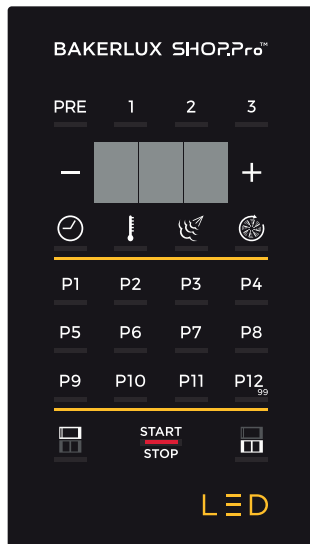 BAKERLUX SHOP.Pro™
PRE 1 2 3
− +
P1 P2 P3 P4
P5 P6 P7 P8
P9 P10 P11 P12
99
START
STOP
LED